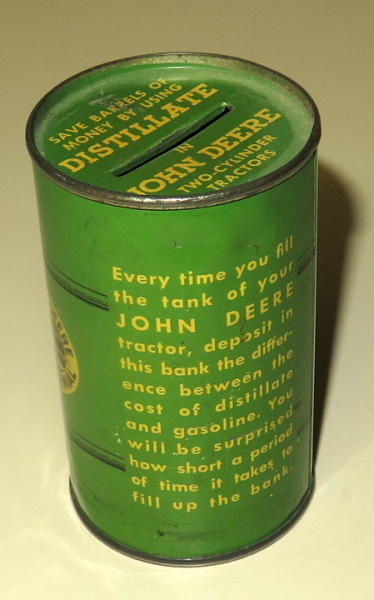 SAVE BARRELS OF
MONEY BY USING
DISTILLATE
IN
JOHN DEERE
TWO-CYLINDER
TRACTORS
Every time you fill
the tank of your
JOHN DEERE
tractor, deposit in
this bank the differ-
ence between the
cost of distillate
and gasoline. You
will be surprised
how short a period
of time it takes to
fill up the bank.
DEERE